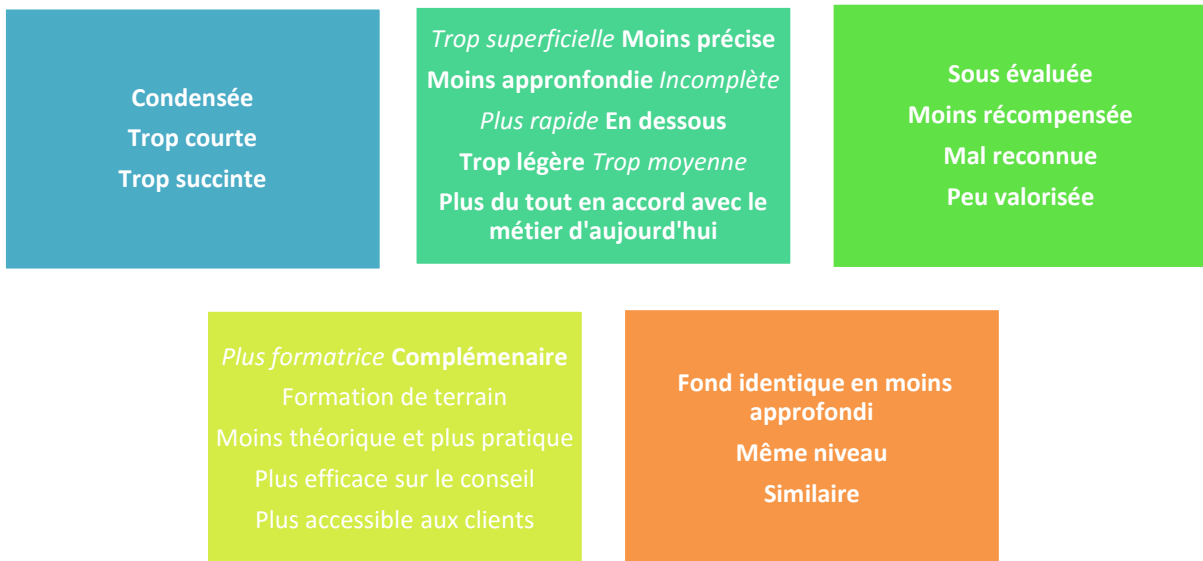 Condensée
Trop courte
Trop succinte
Trop superficielle Moins précise
Moins appronfondie Incomplète
Plus rapide En dessous
Trop légère Trop moyenne
Plus du tout en accord avec le
métier d'aujourd'hui
Sous évaluée
Moins récompensée
Mal reconnue
Peu valorisée
Plus formatrice Complémenaire
Formation de terrain
Moins théorique et plus pratique
Plus efficace sur le conseil
Plus accessible aux clients
Fond identique en moins
approfondi
Même niveau
Similaire